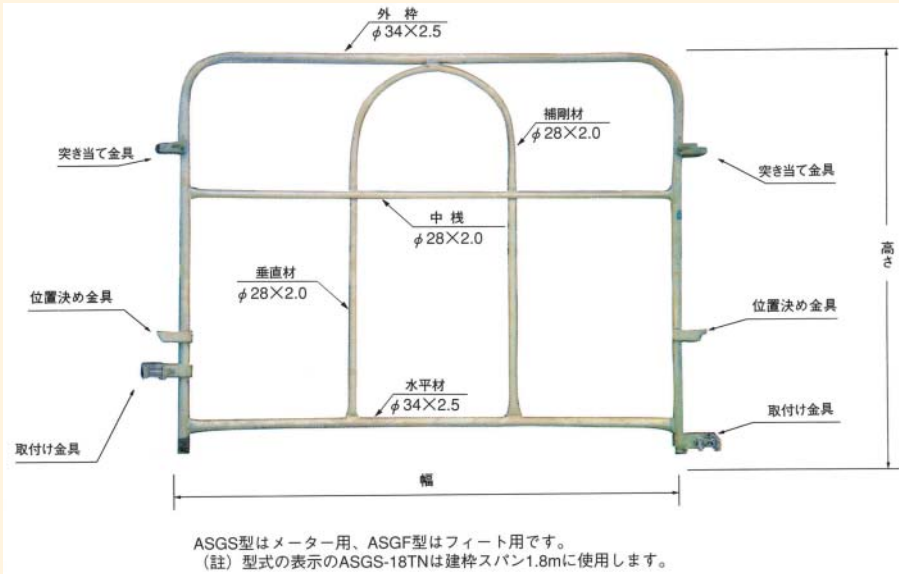 外 枠
φ34×2.5
補剛材
φ28×2.0
突き当て金具
突き当て金具
中 桟
φ28×2.0
高さ
垂直材
φ28×2.0
位置決め金具
位置決め金具
水平材
φ34×2.5
取付け金具
取付け金具
幅
ASGS型はメーター用、ASGF型はフィート用です。
（註）型式の表示のASGS-18TNは建枠スパン1.8mに使用します。